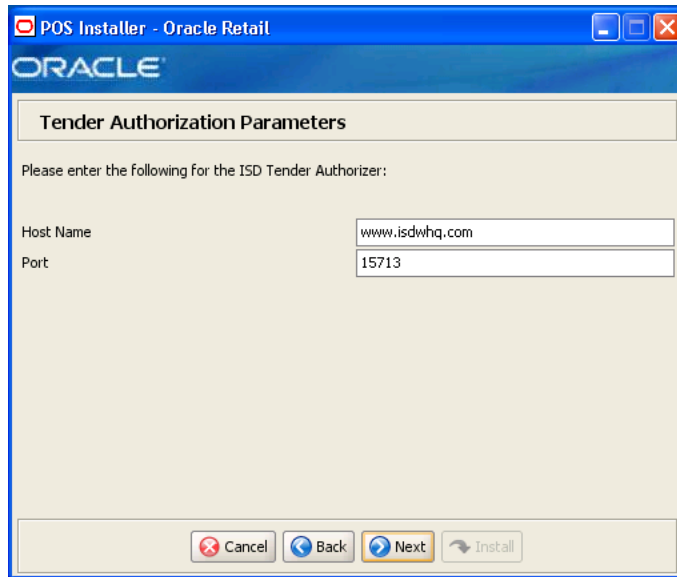 POS Installer - Oracle Retail
ORACLE
Tender Authorization Parameters
Please enter the following for the ISD Tender Authorizer:
Host Name www.isdwhq.com
Port 15713
Cancel Back Next Install